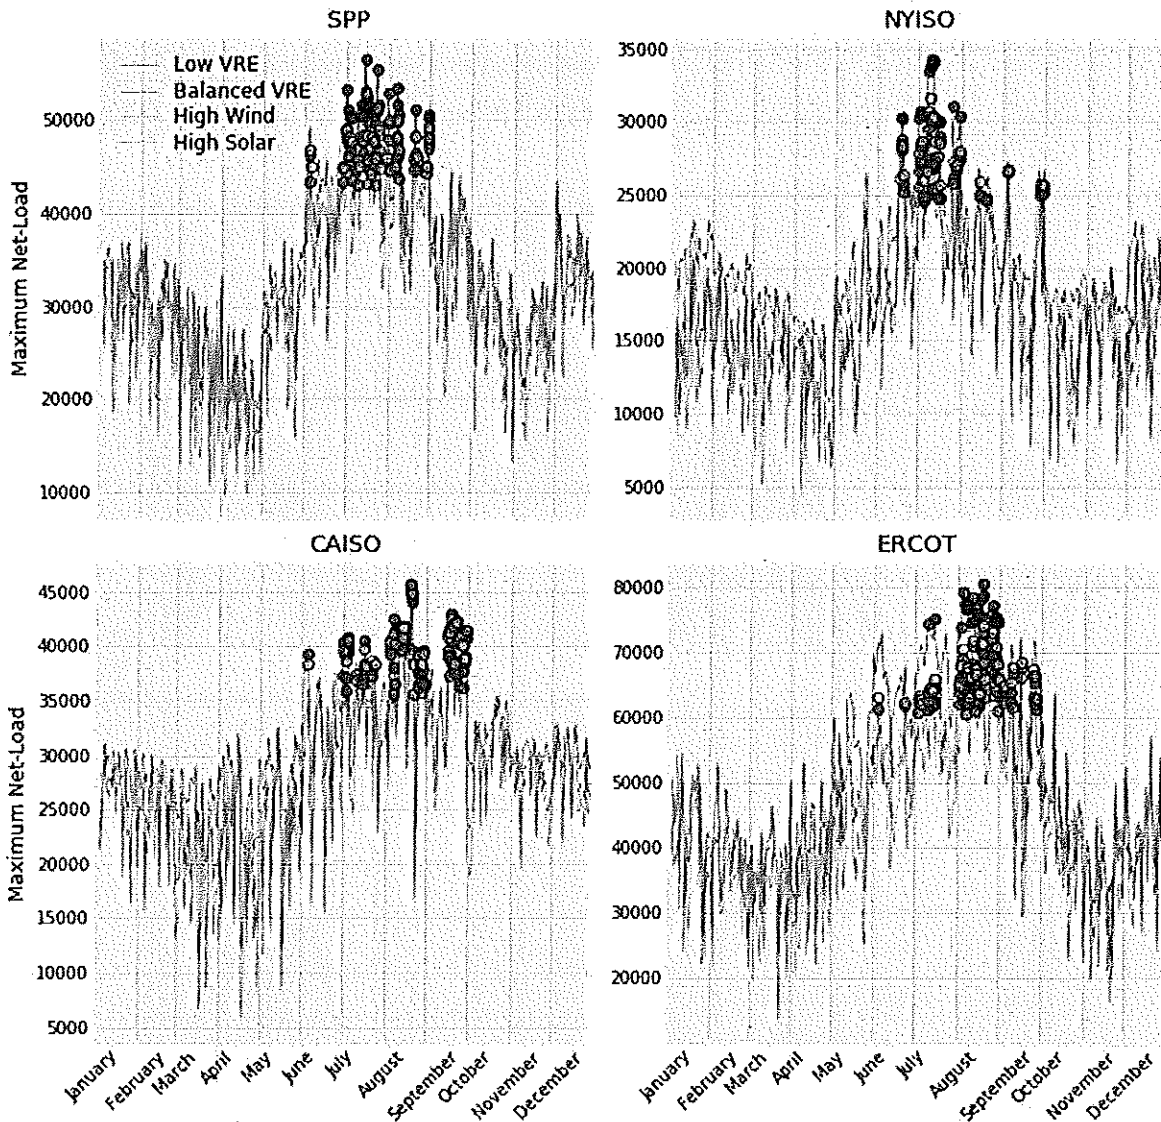 SPP
NYISO
Low VRE
Balanced VRE
High Wind
High Solar
Maximum Net-Load
50000
40000
30000
20000
10000
35000
30000
25000
20000
15000
10000
5000
CAISO
ERCOT
Maximum Net-Load
45000
40000
35000
30000
25000
20000
15000
10000
5000
80000
70000
60000
50000
40000
30000
20000
January
February
March
April
May
June
July
August
September
October
November
December
January
February
March
April
May
June
July
August
September
October
November
December